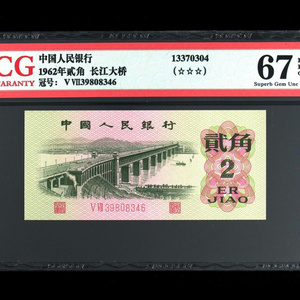 CG
WARRANTY
中国人民银行
1962年贰角 长江大桥
冠号: V Ⅶ39808346
13370304
(☆☆☆)
67
Superb Gem Unc
中国人民银行
貳角
2
ER
JIAO
V Ⅶ 39808346